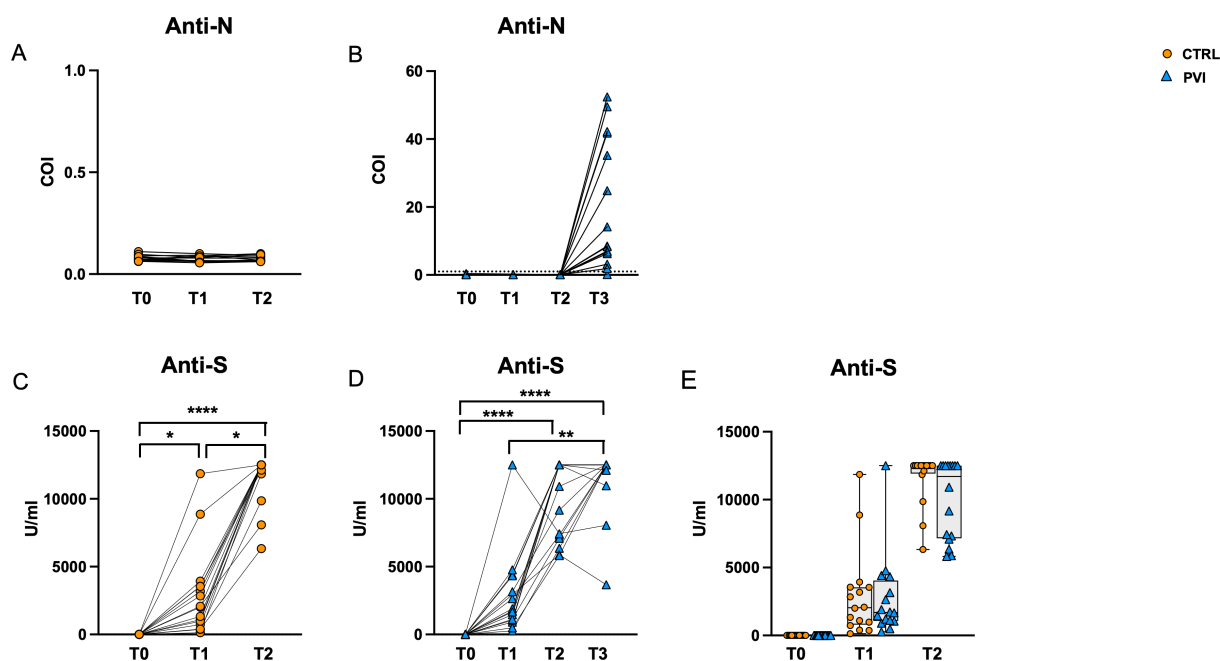 Anti-N
A
1.0
0.5
0.0
COI
T0 T1 T2
Anti-N
B
60
40
20
0
COI
T0 T1 T2 T3
CTRL
PVI
Anti-S
C
****
* *
15000
10000
5000
0
U/ml
T0 T1 T2
Anti-S
D
****
****
**
15000
10000
5000
0
U/ml
T0 T1 T2 T3
Anti-S
E
15000
10000
5000
0
U/ml
T0 T1 T2